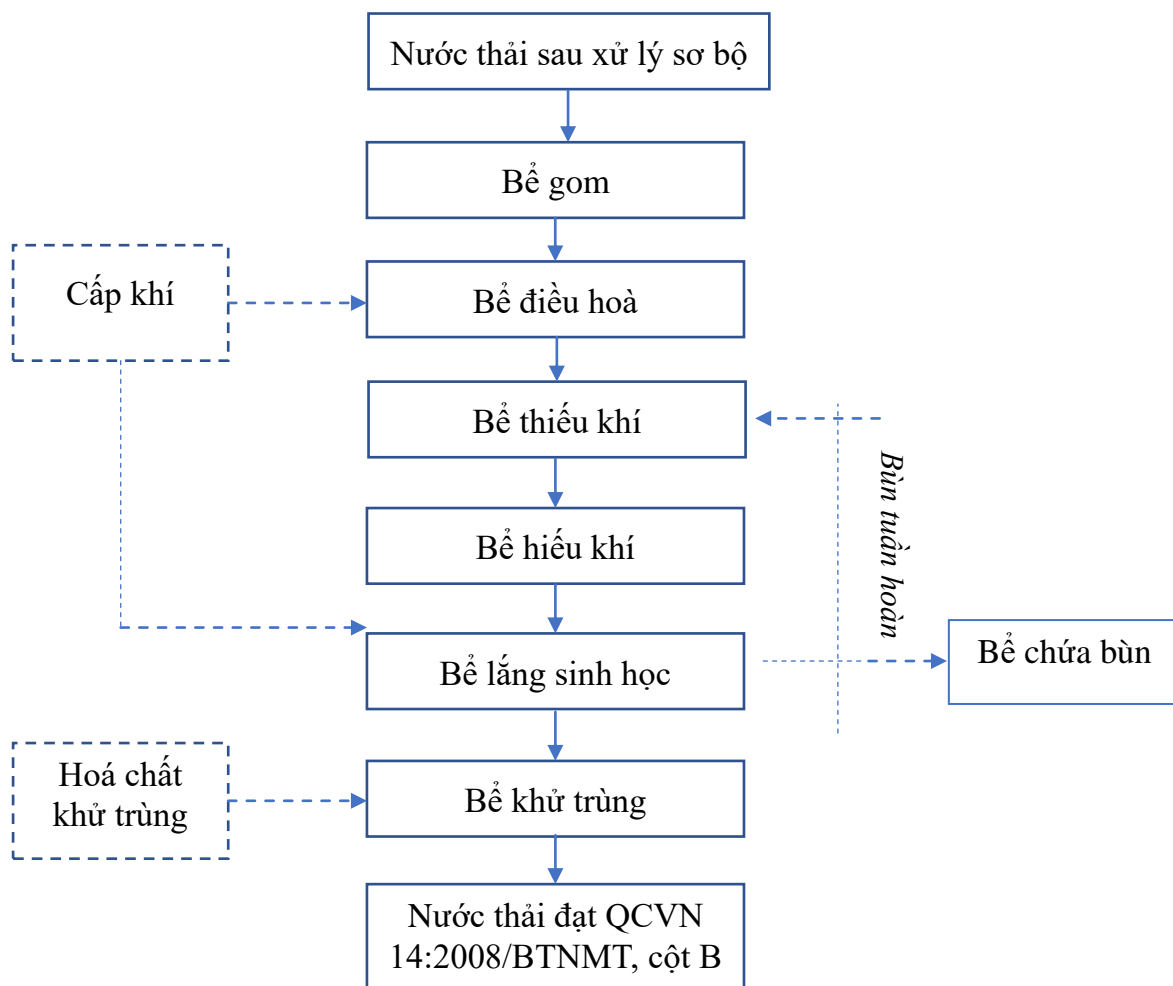 Nước thải sau xử lý sơ bộ
Bể gom
Cấp khí
Bể điều hoà
Bể thiếu khí
Bùn tuần hoàn
Bể hiếu khí
Bể lắng sinh học
Bể chứa bùn
Hoá chất
khử trùng
Bể khử trùng
Nước thải đạt QCVN
14:2008/BTNMT, cột B